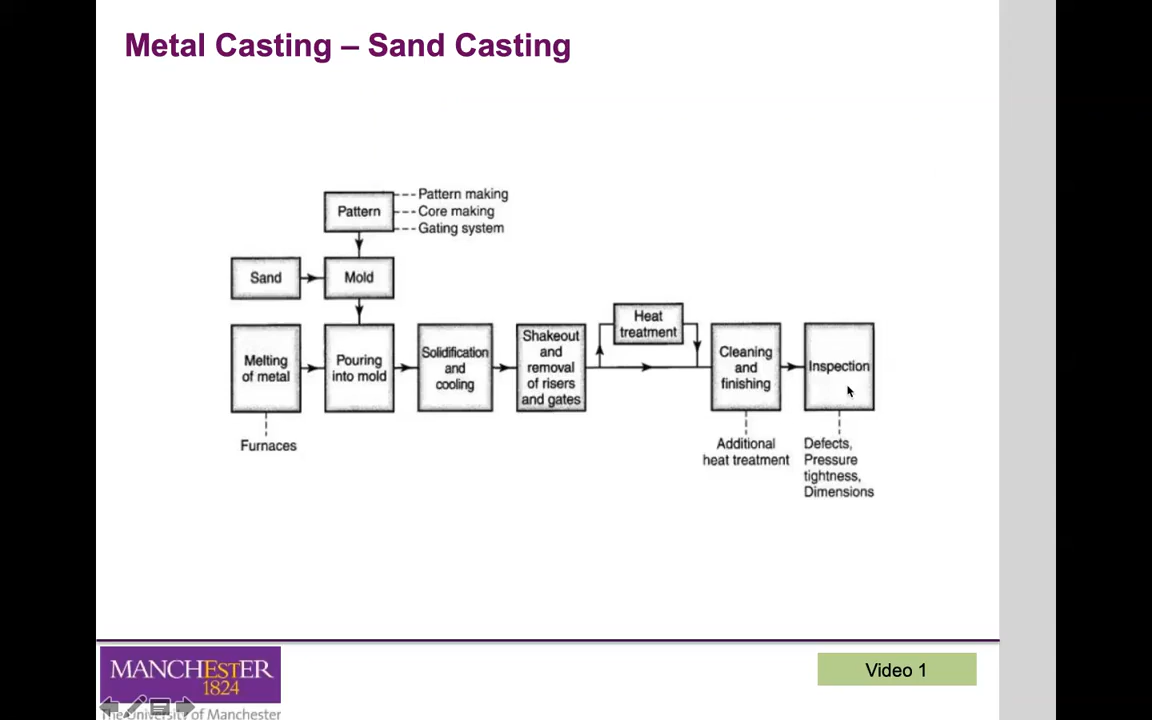 Metal Casting – Sand Casting
Pattern
Pattern making
Core making
Gating system
Sand
Mold
Melting
of metal
Pouring
into mold
Solidification
and
cooling
Shakeout
and
removal
of risers
and gates
Heat
treatment
Cleaning
and
finishing
Inspection
Furnaces
Additional
heat treatment
Defects,
Pressure
tightness,
Dimensions
MANCHESTER
1824
The University of Manchester
Video 1